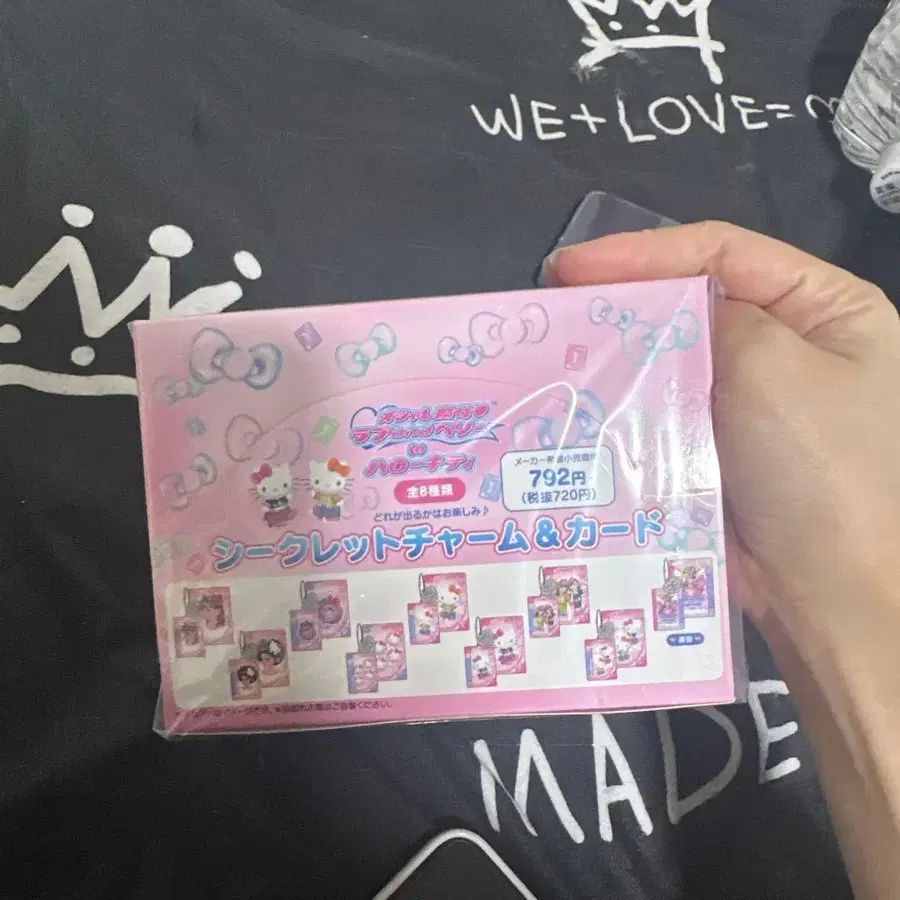 WE+LOVE=
オシャレ魔女♥
ラブandベリー
ハローキティ
全8種類
メーカー希望小売価格
792円
(税抜720円)
どれが出るかはお楽しみ♪
シークレットチャーム&カード
MADE